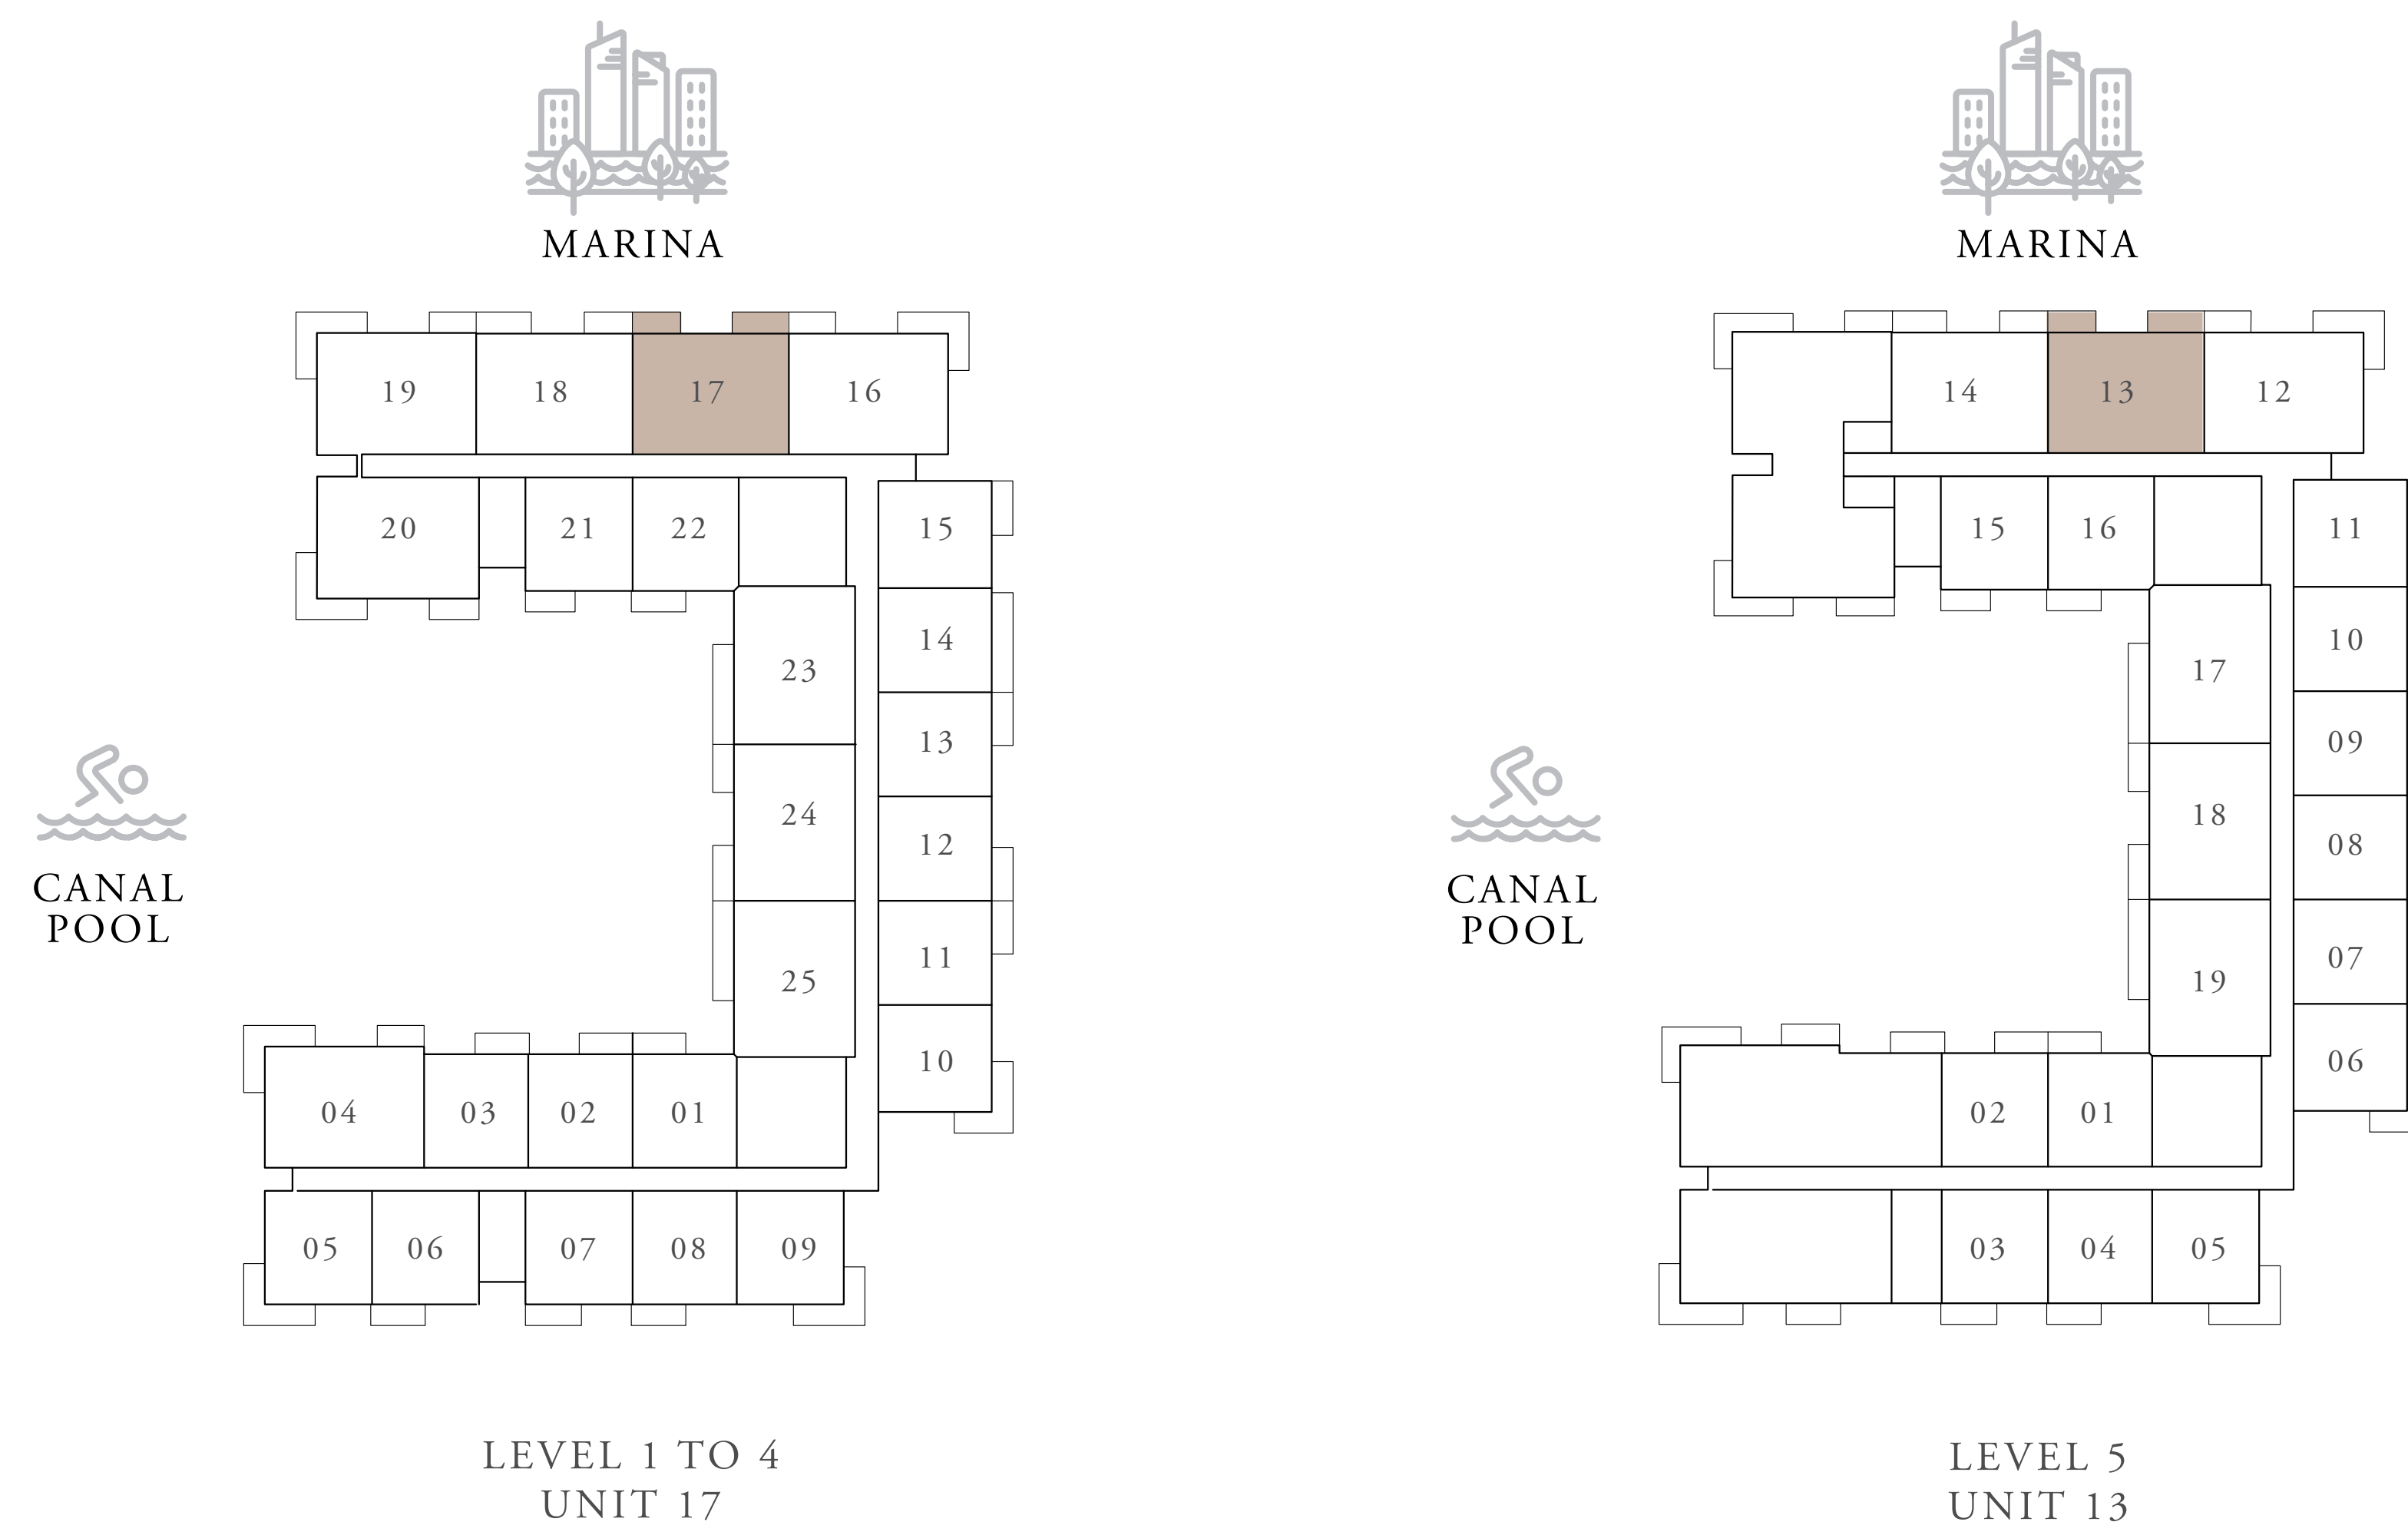 MARINA
19 18 17 16
20 21 22 15
14
23
13
24
12
11
25
10
04 03 02 01
05 06 07 08 09
CANAL
POOL
LEVEL 1 TO 4
UNIT 17
MARINA
14 13 12
15 16 11
10
17
09
18
08
07
19
06
02 01
03 04 05
CANAL
POOL
LEVEL 5
UNIT 13